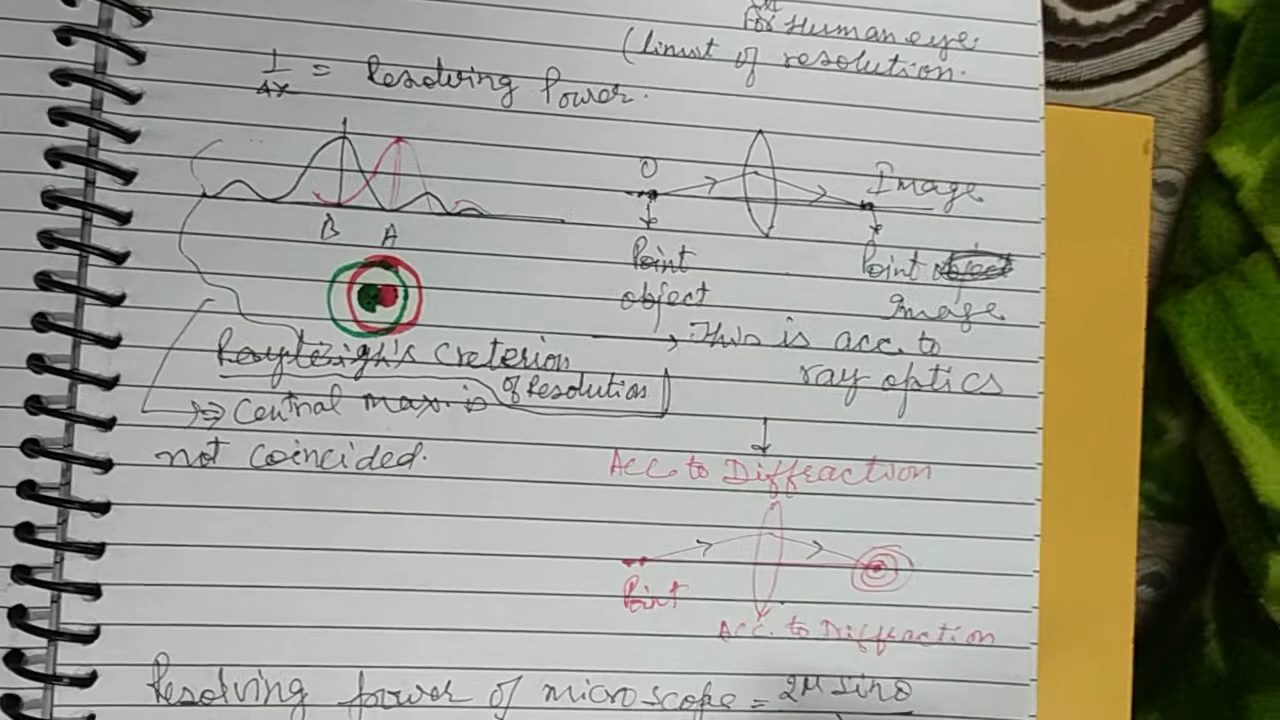 for Human eye.
(limit of resolution.
1/Δx = Resolving Power.
B A
O
Image
Point
object
Point
Image.
→ This is acc. to
ray optics
Rayleigh's Creterion
of Resolution
⇒ Central max. is
not coincided.
Acc. to Diffraction
Point
Acc. to Diffraction
Resolving power of microscope = 2μ sinθ